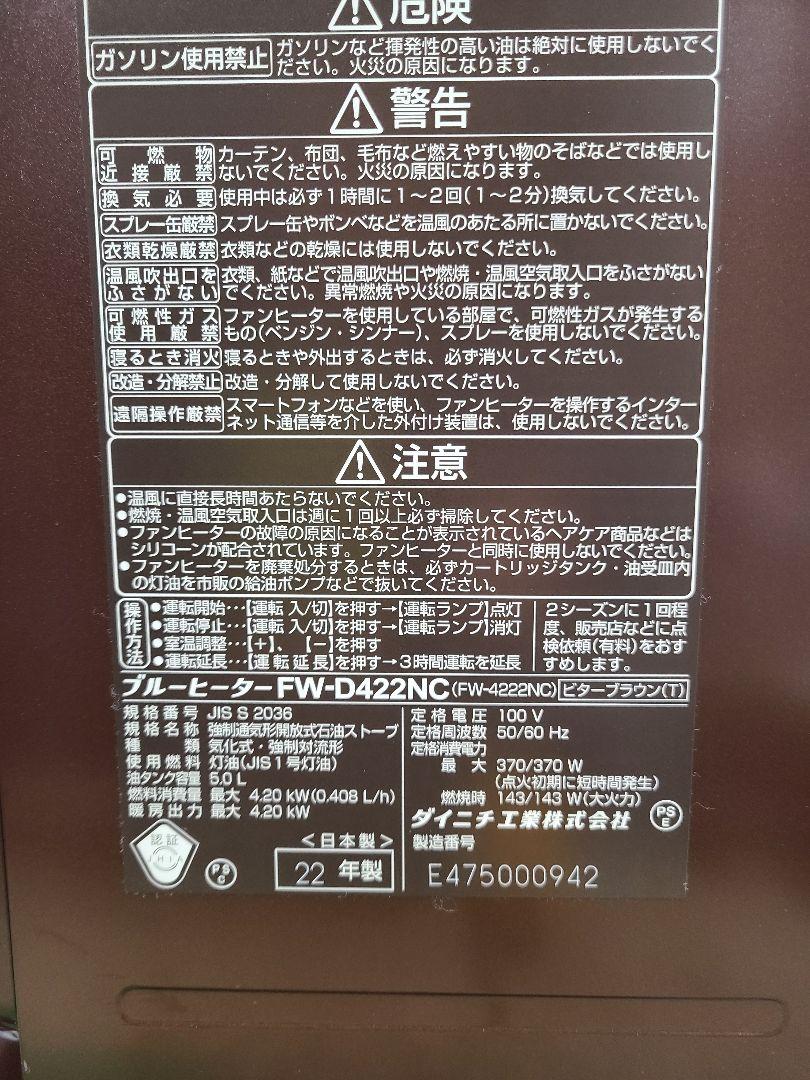 ⚠危険
ガソリン使用禁止 ガソリンなど揮発性の高い油は絶対に使用しないでく
ださい。火災の原因になります。
⚠警告
可燃物近接厳禁 カーテン、布団、毛布など燃えやすい物のそばなどでは使用し
ないでください。火災の原因になります。
換気必要 使用中は必ず1時間に1〜2回(1〜2分)換気してください。
スプレー缶厳禁 スプレー缶やボンベなどを温風のあたる所に置かないでください。
衣類乾燥厳禁 衣類などの乾燥には使用しないでください。
温風吹出口をふさがない 衣類、紙などで温風吹出口や燃焼・温風空気取入口をふさがない
でください。異常燃焼や火災の原因になります。
可燃性ガス使用厳禁 ファンヒーターを使用している部屋で、可燃性ガスが発生する
もの(ベンジン・シンナー)、スプレーを使用しないでください。
寝るとき消火 寝るときや外出するときは、必ず消火してください。
改造・分解禁止 改造・分解して使用しないでください。
遠隔操作厳禁 スマートフォンなどを使い、ファンヒーターを操作するインター
ネット通信等を介した外付け装置は、使用しないでください。
⚠注意
●温風に直接長時間あたらないでください。
●燃焼・温風空気取入口は週に1回以上必ず掃除してください。
●ファンヒーターの故障の原因になることが表示されているヘアケア商品などは
シリコーンが配合されています。ファンヒーターと同時に使用しないでください。
●ファンヒーターを廃棄処分するときは、必ずカートリッジタンク・油受皿内
の灯油を市販の給油ポンプなどで抜いてください。
操作方法
●運転開始…【運転 入/切】を押す→【運転ランプ】点灯
●運転停止…【運転 入/切】を押す→【運転ランプ】消灯
●室温調整…【+】、【−】を押す
●運転延長…【運転延長】を押す→3時間運転を延長
2シーズンに1回程
度、販売店などに点
検依頼(有料)をおす
すめします。
ブルーヒーター FW-D422NC (FW-4222NC) ビターブラウン(T)
規格番号 JIS S 2036
規格名称 強制通気形開放式石油ストーブ
種類 気化式・強制対流形
使用燃料 灯油(JIS1号灯油)
油タンク容量 5.0 L
燃料消費量 最大 4.20 kW(0.408 L/h)
暖房出力 最大 4.20 kW
認証
JHIA
PSC
<日本製>
22 年製
定格電圧 100 V
定格周波数 50/60 Hz
定格消費電力
最大 370/370 W
(点火初期に短時間発生)
燃焼時 143/143 W(大火力)
ダイニチ工業株式会社
PSE
製造番号
E475000942